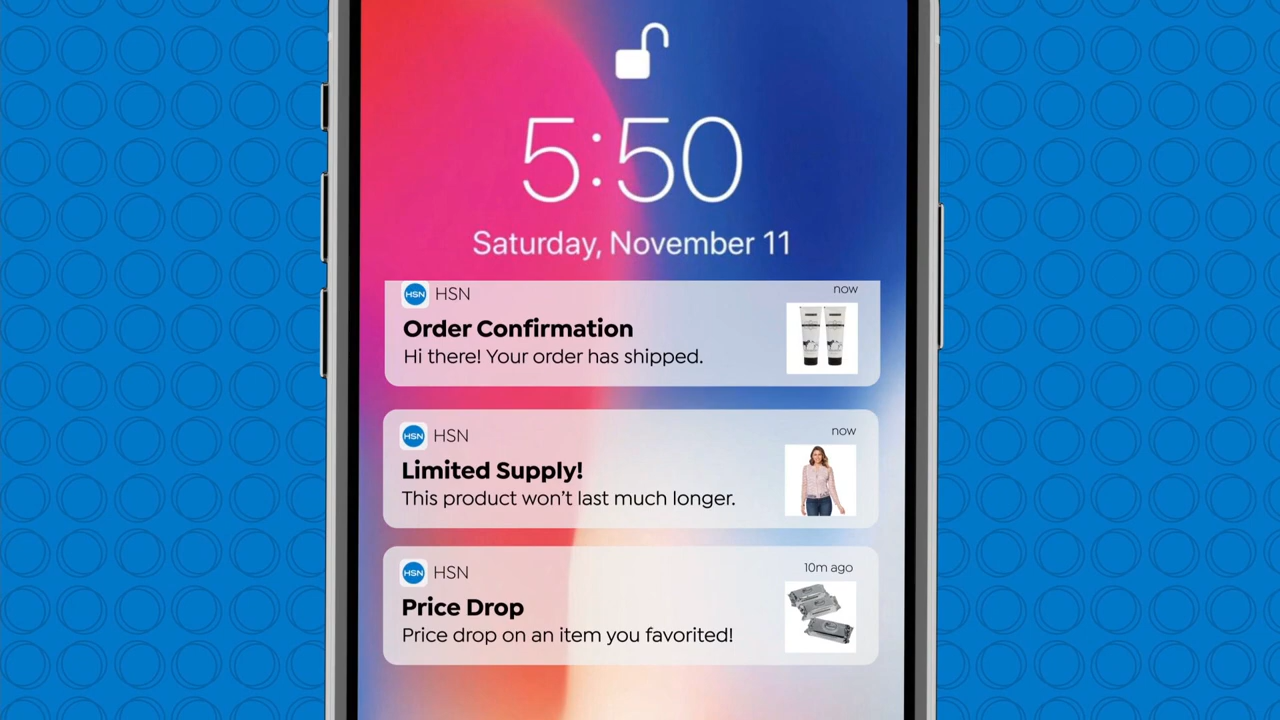 5:50
Saturday, November 11
HSN HSN now
Order Confirmation
Hi there! Your order has shipped.
HSN HSN now
Limited Supply!
This product won't last much longer.
HSN HSN 10m ago
Price Drop
Price drop on an item you favorited!